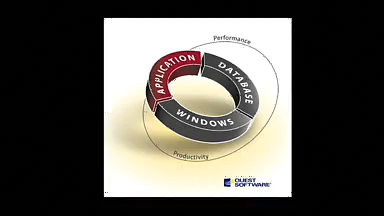 Performance
APPLICATION
DATABASE
WINDOWS
Productivity
QUEST
SOFTWARE